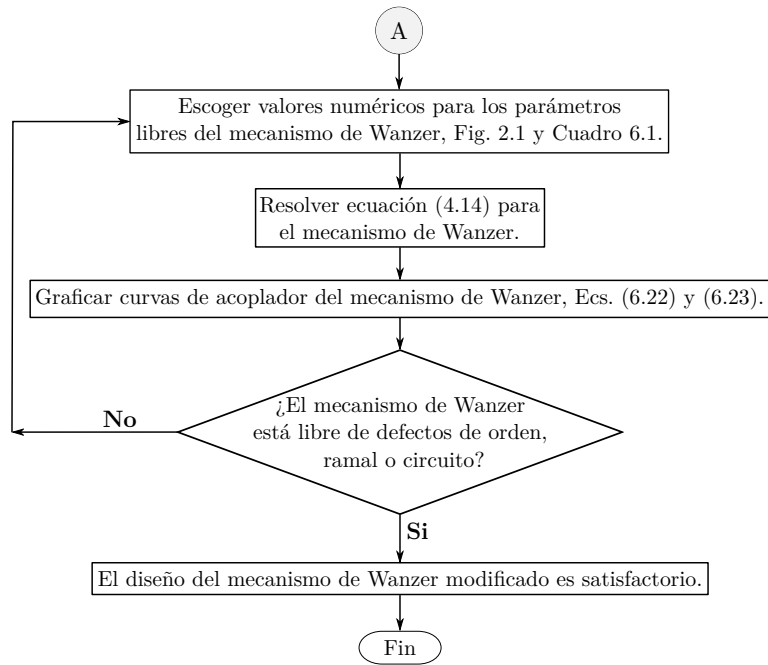 A
Escoger valores numéricos para los parámetros
libres del mecanismo de Wanzer, Fig. 2.1 y Cuadro 6.1.
Resolver ecuación (4.14) para
el mecanismo de Wanzer.
Graficar curvas de acoplador del mecanismo de Wanzer, Ecs. (6.22) y (6.23).
¿El mecanismo de Wanzer
está libre de defectos de orden,
ramal o circuito?
No
Si
El diseño del mecanismo de Wanzer modificado es satisfactorio.
Fin